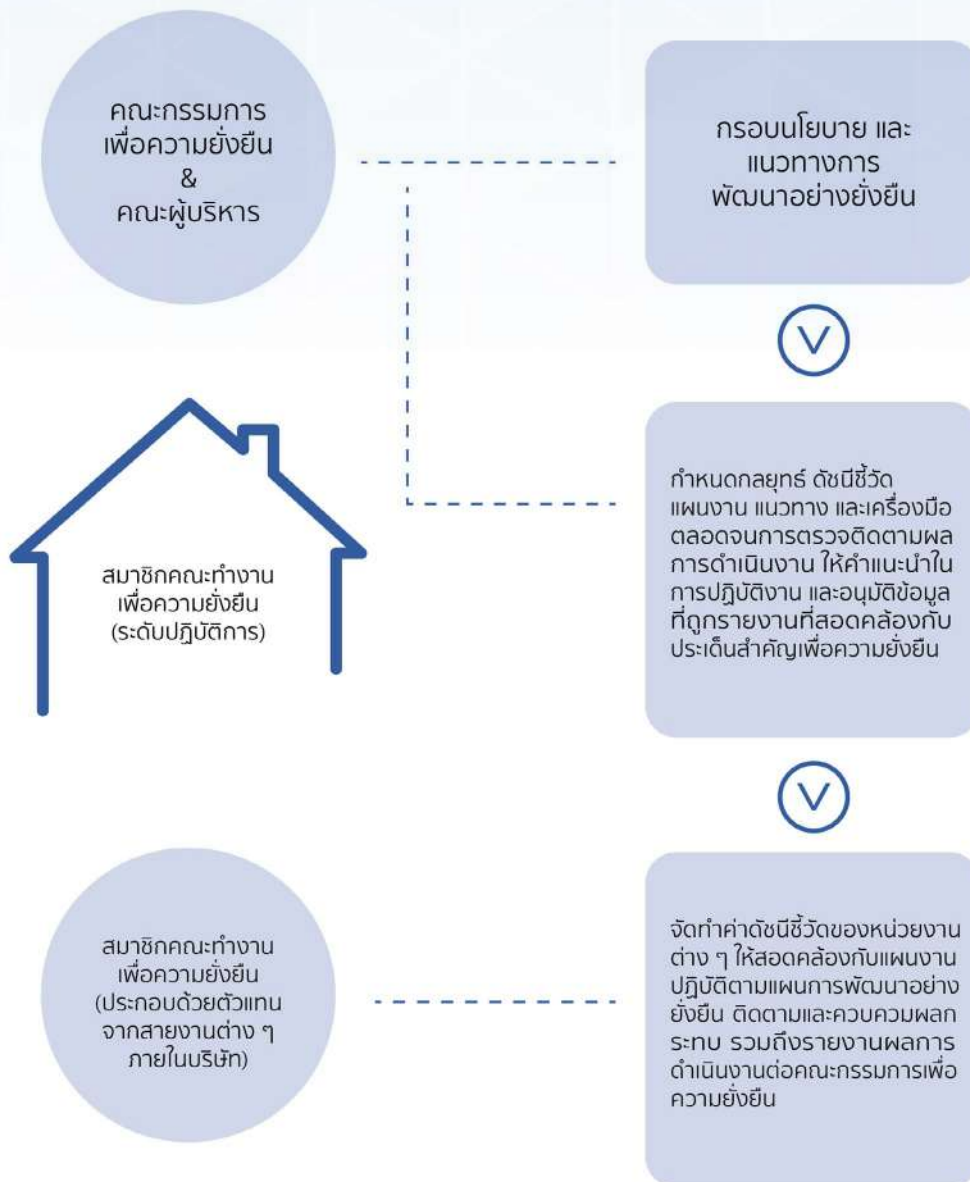 คณะกรรมการ
เพื่อความยั่งยืน
&
คณะผู้บริหาร
กรอบนโยบาย และ
แนวทางการ
พัฒนาอย่างยั่งยืน
สมาชิกคณะทำงาน
เพื่อความยั่งยืน
(ระดับปฏิบัติการ)
กำหนดกลยุทธ์ ดัชนีชี้วัด
แผนงาน แนวทาง และเครื่องมือ
ตลอดจนการตรวจติดตามผล
การดำเนินงาน ให้คำแนะนำใน
การปฏิบัติงาน และอนุมัติข้อมูล
ที่ถูกรายงานที่สอดคล้องกับ
ประเด็นสำคัญเพื่อความยั่งยืน
สมาชิกคณะทำงาน
เพื่อความยั่งยืน
(ประกอบด้วยตัวแทน
จากสายงานต่าง ๆ
ภายในบริษัท)
จัดทำค่าดัชนีชี้วัดของหน่วยงาน
ต่าง ๆ ให้สอดคล้องกับแผนงาน
ปฏิบัติตามแผนการพัฒนาอย่าง
ยั่งยืน ติดตามและควบควมผลก
ระทบ รวมถึงรายงานผลการ
ดำเนินงานต่อคณะกรรมการเพื่อ
ความยั่งยืน